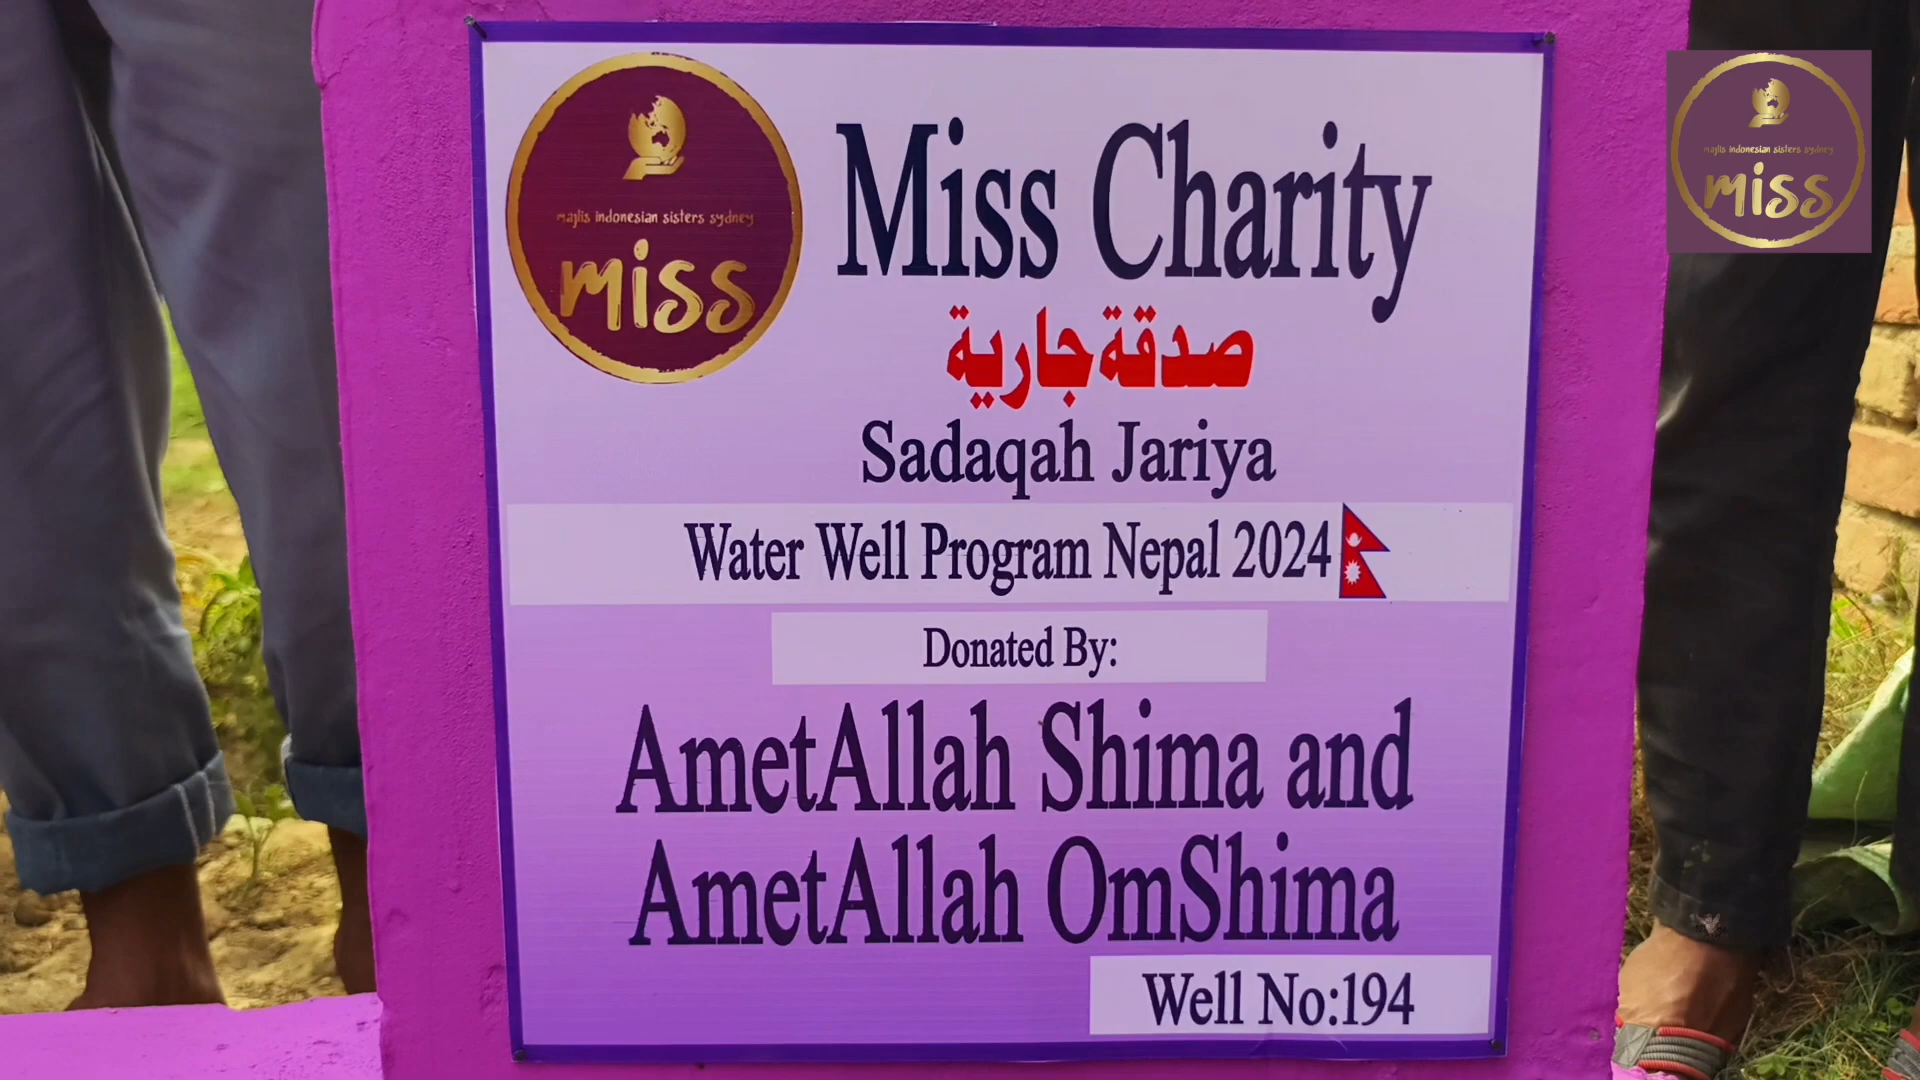 majlis indonesian sisters sydney
miss
Miss Charity
صدقة جارية
Sadaqah Jariya
Water Well Program Nepal 2024
Donated By:
AmetAllah Shima and
AmetAllah OmShima
Well No:194
majlis indonesian sisters sydney
miss